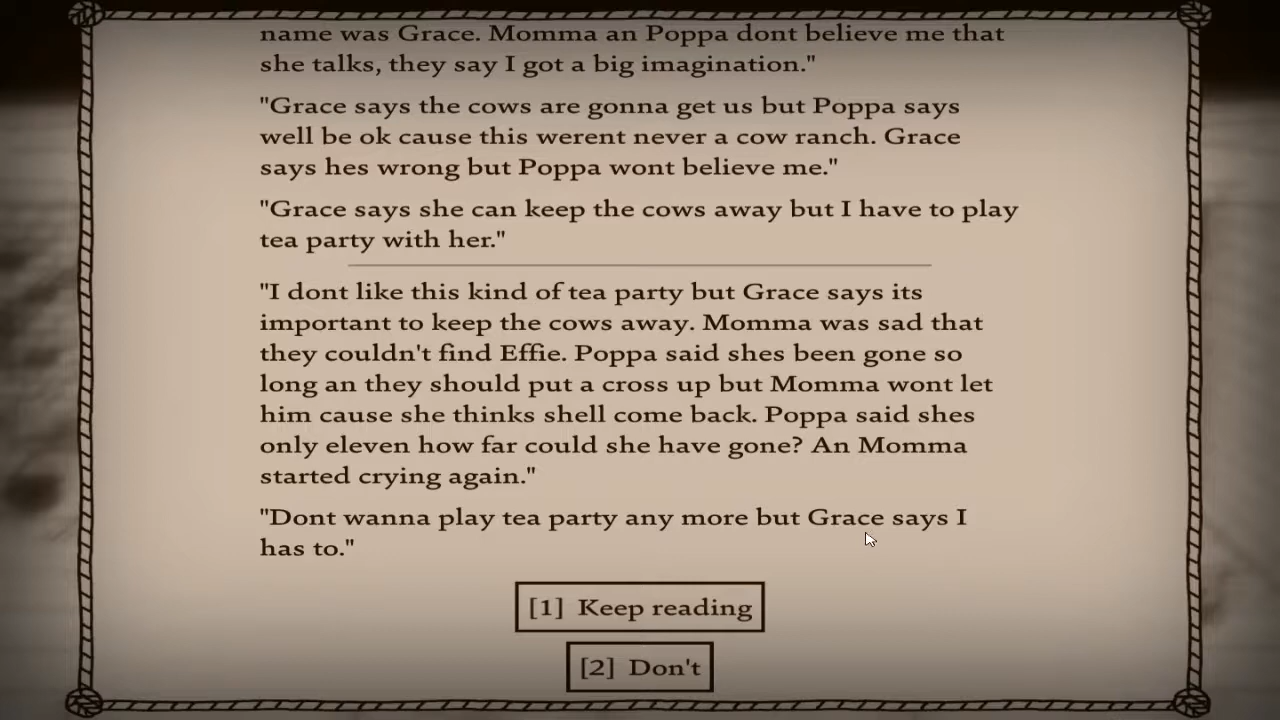 name was Grace. Momma an Poppa dont believe me that
she talks, they say I got a big imagination."
"Grace says the cows are gonna get us but Poppa says
well be ok cause this werent never a cow ranch. Grace
says hes wrong but Poppa wont believe me."
"Grace says she can keep the cows away but I have to play
tea party with her."
"I dont like this kind of tea party but Grace says its
important to keep the cows away. Momma was sad that
they couldn't find Effie. Poppa said shes been gone so
long an they should put a cross up but Momma wont let
him cause she thinks shell come back. Poppa said shes
only eleven how far could she have gone? An Momma
started crying again."
"Dont wanna play tea party any more but Grace says I
has to."
[1] Keep reading
[2] Don't